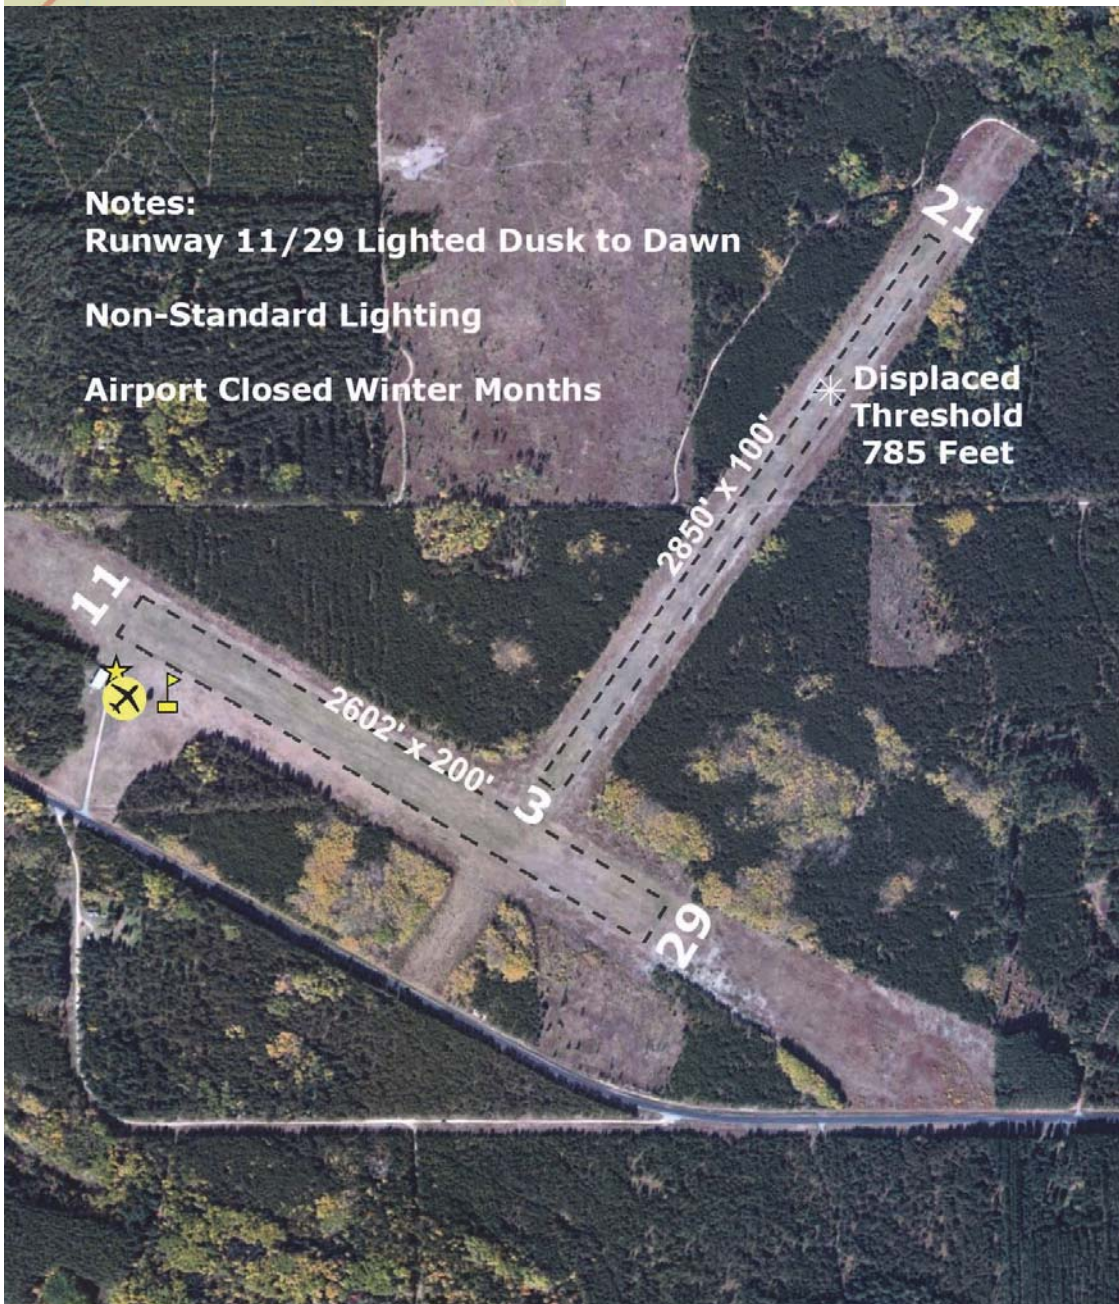 Notes:
Runway 11/29 Lighted Dusk to Dawn
Non-Standard Lighting
Airport Closed Winter Months
21
Displaced
Threshold
785 Feet
2850' x 100'
11
2602' x 200'
3
29